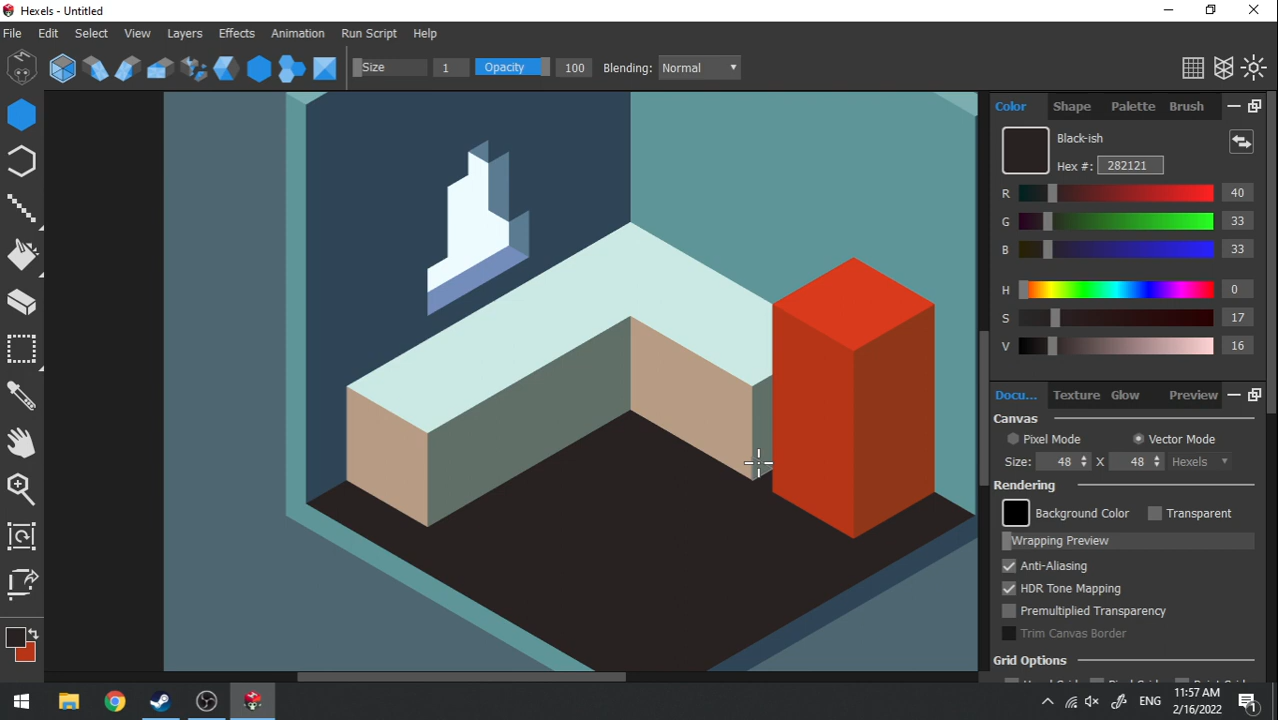 Hexels - Untitled
File Edit Select View Layers Effects Animation Run Script Help
Size 1 Opacity 100 Blending: Normal
Color Shape Palette Brush
Black-ish
Hex #: 282121
R 40
G 33
B 33
H 0
S 17
V 16
Docu... Texture Glow Preview
Canvas
Pixel Mode Vector Mode
Size: 48 X 48 Hexels
Rendering
Background Color Transparent
Wrapping Preview
Anti-Aliasing
HDR Tone Mapping
Premultiplied Transparency
Trim Canvas Border
Grid Options
ENG
11:57 AM
2/16/2022
1